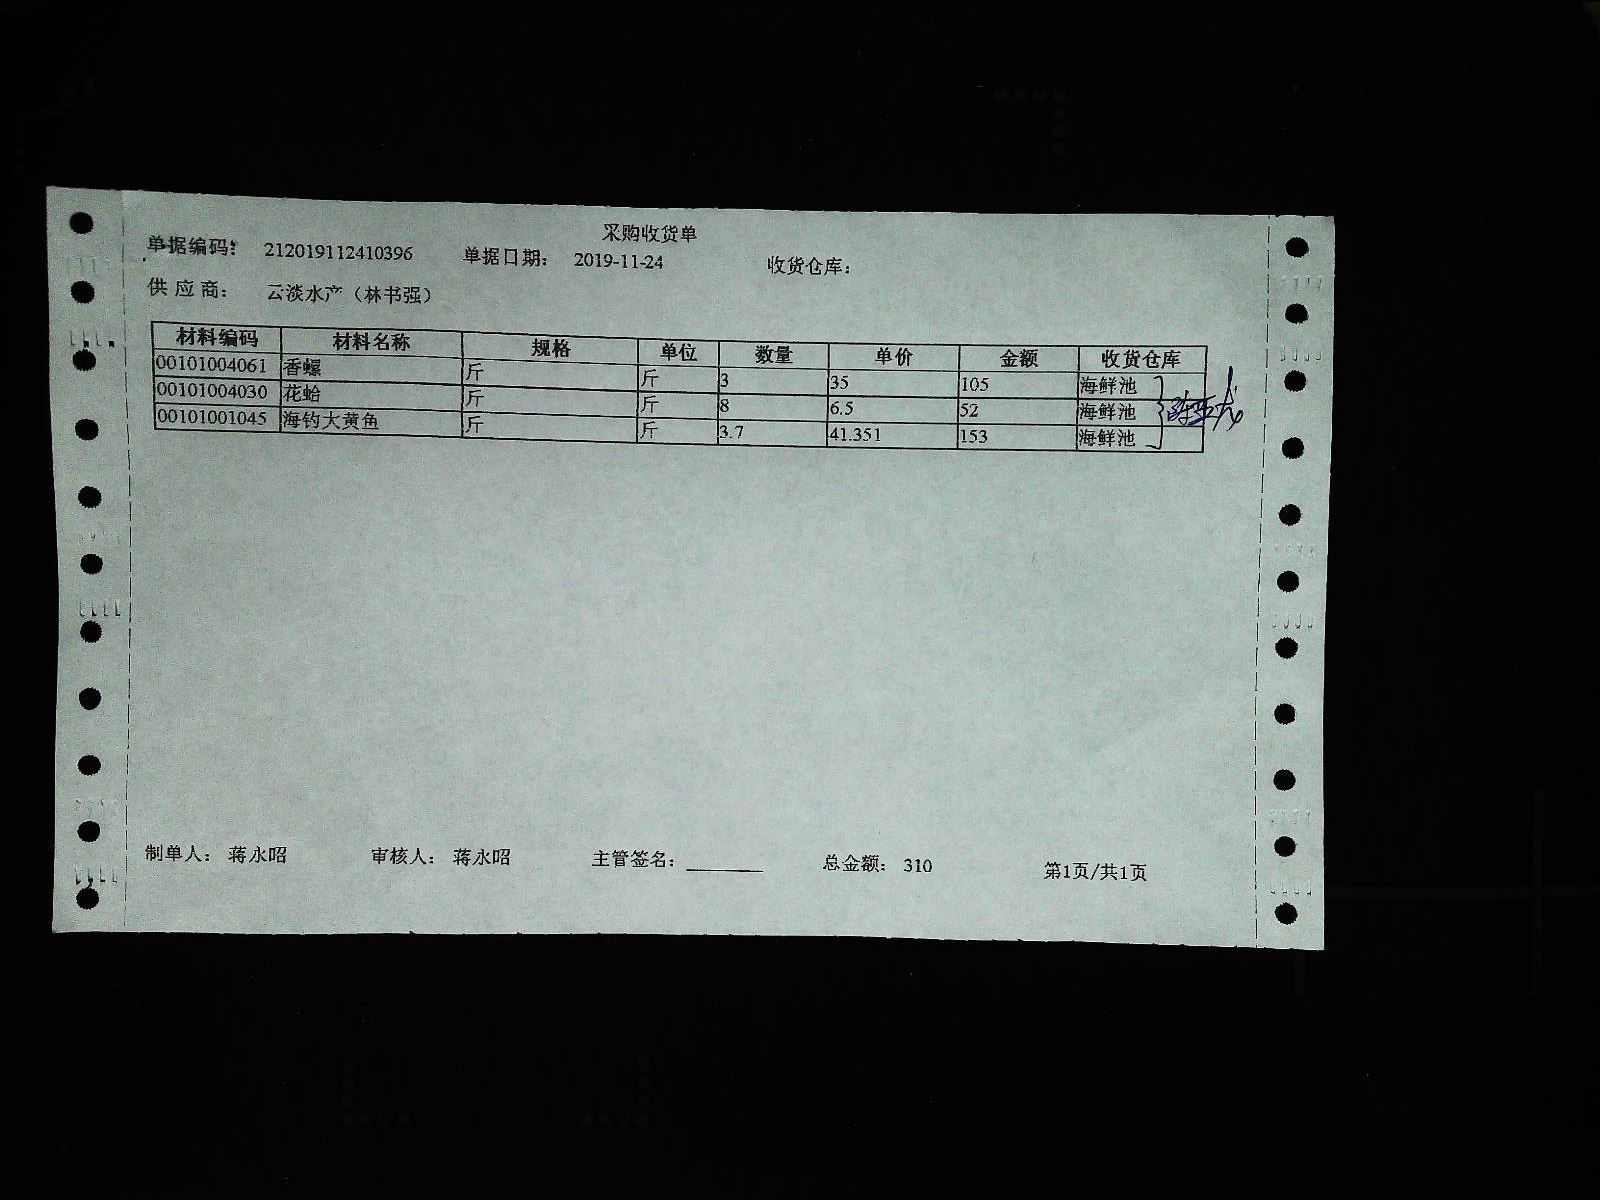 采购收货单
单据编码： 212019112410396 单据日期： 2019-11-24 收货仓库：
供 应 商： 云淡水产（林书强）
材料编码 材料名称 规格 单位 数量 单价 金额 收货仓库
00101004061 香螺 斤 斤 3 35 105 海鲜池
00101004030 花蛤 斤 斤 8 6.5 52 海鲜池
00101001045 海钓大黄鱼 斤 斤 3.7 41.351 153 海鲜池
制单人： 蒋永昭 审核人： 蒋永昭 主管签名： 总金额： 310 第1页/共1页